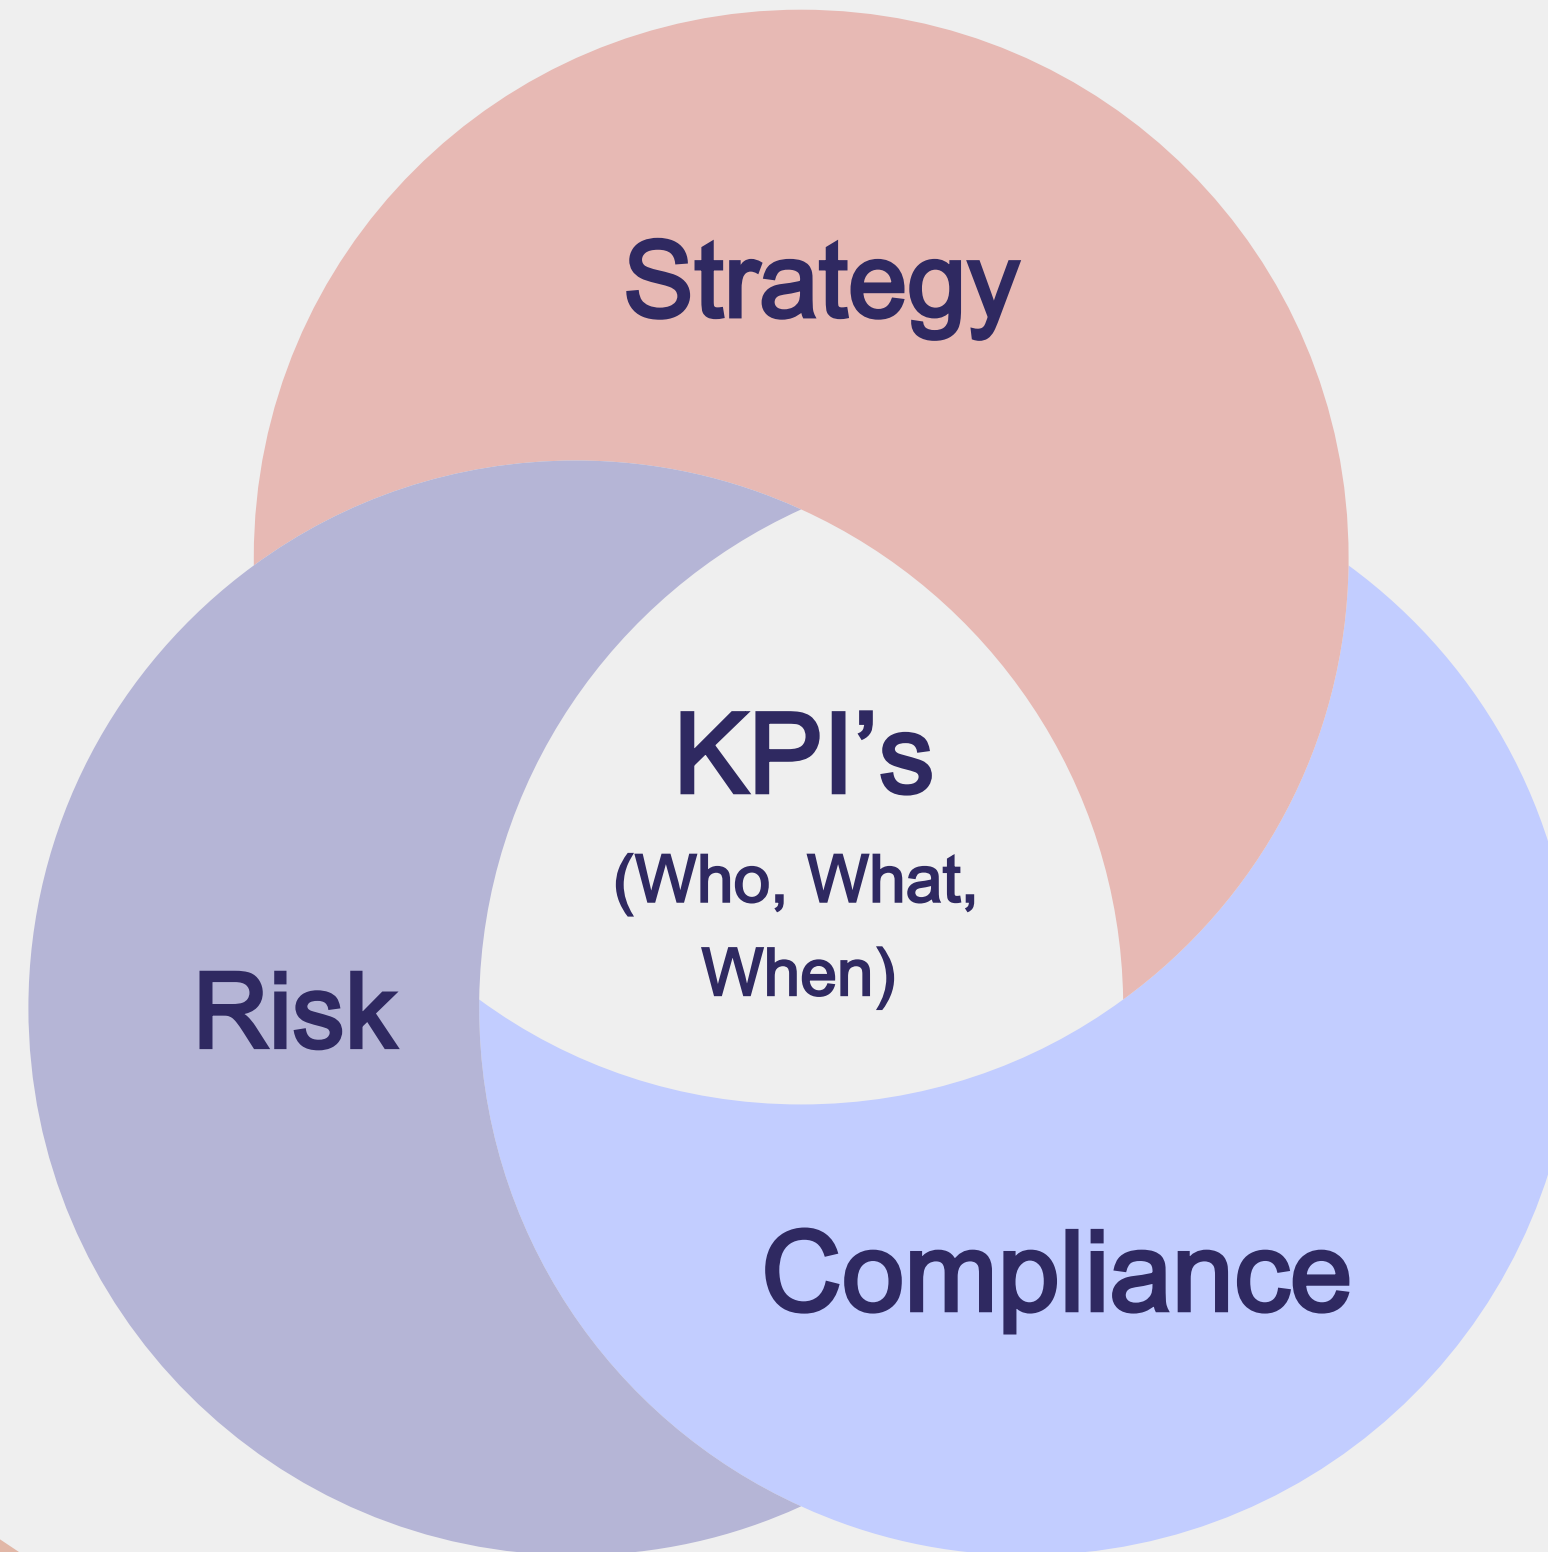 Strategy
KPI’s
(Who, What,
When)
Risk
Compliance